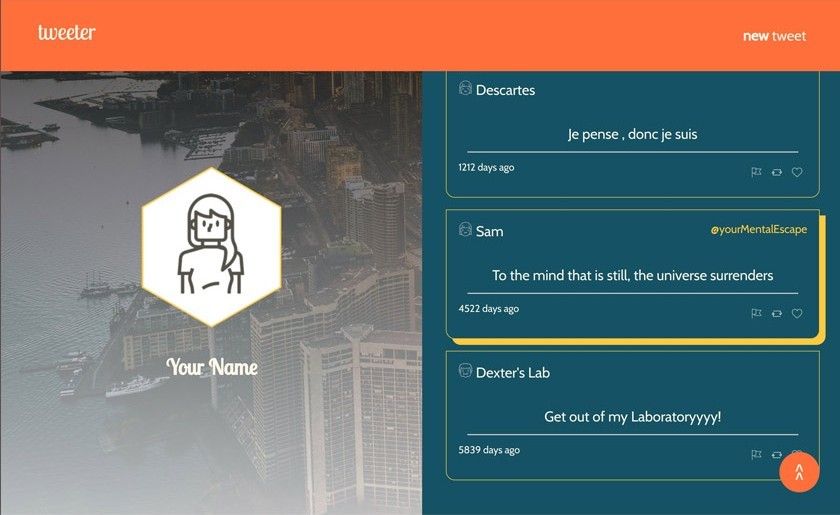 tweeter
new tweet
Your Name
Descartes
Je pense , donc je suis
1212 days ago
Sam
@yourMentalEscape
To the mind that is still, the universe surrenders
4522 days ago
Dexter's Lab
Get out of my Laboratoryyyy!
5839 days ago